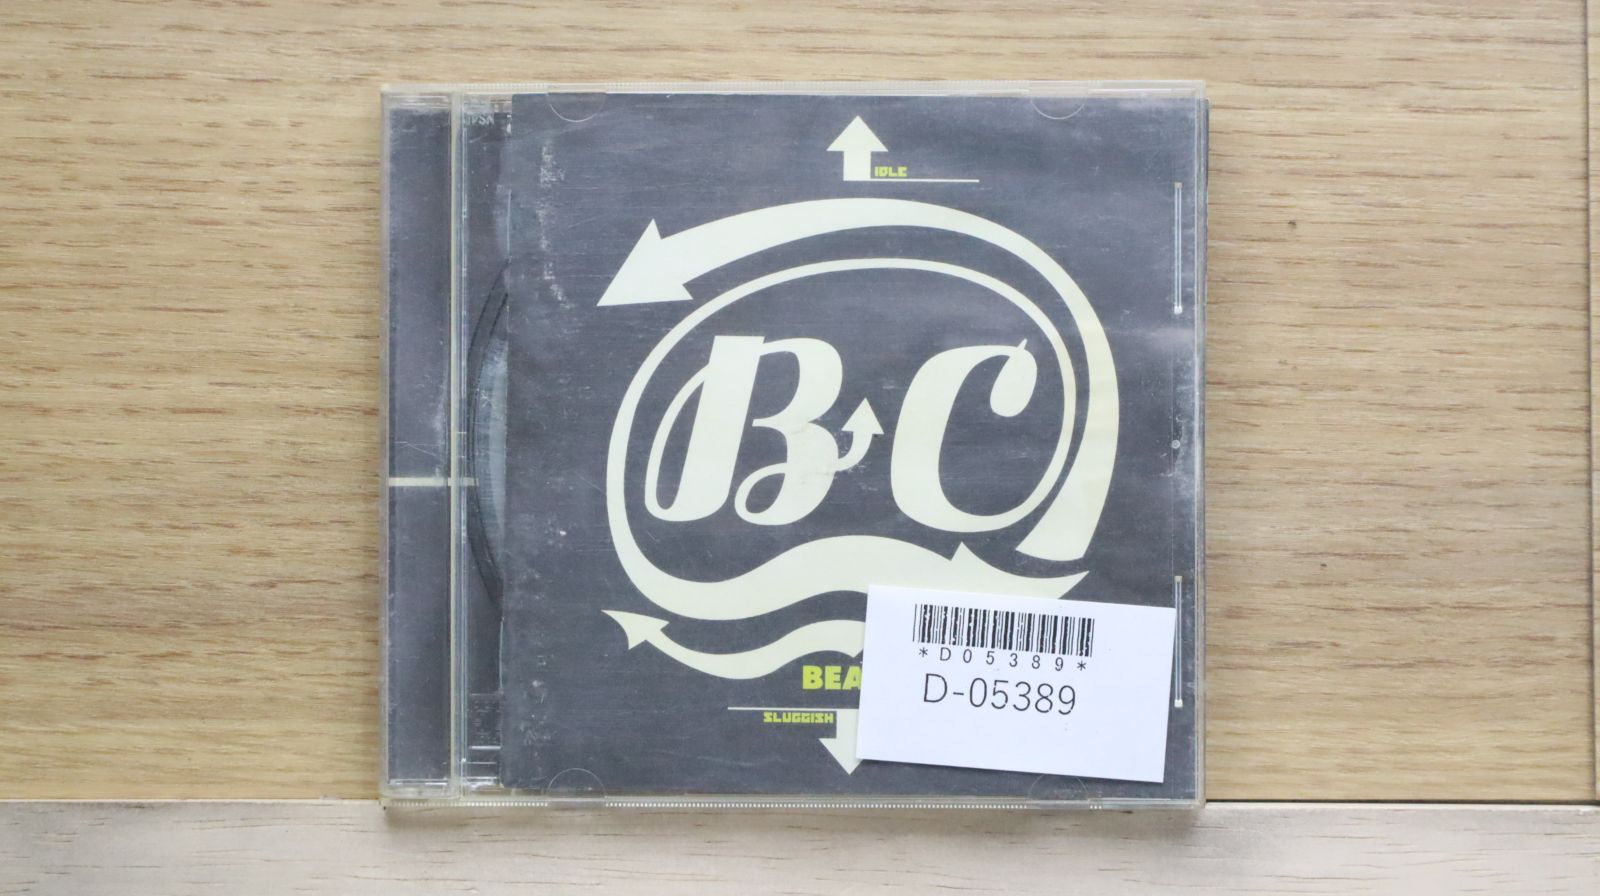 IDLE
B C
BEA
SLUGGISH
*D05389*
D-05389